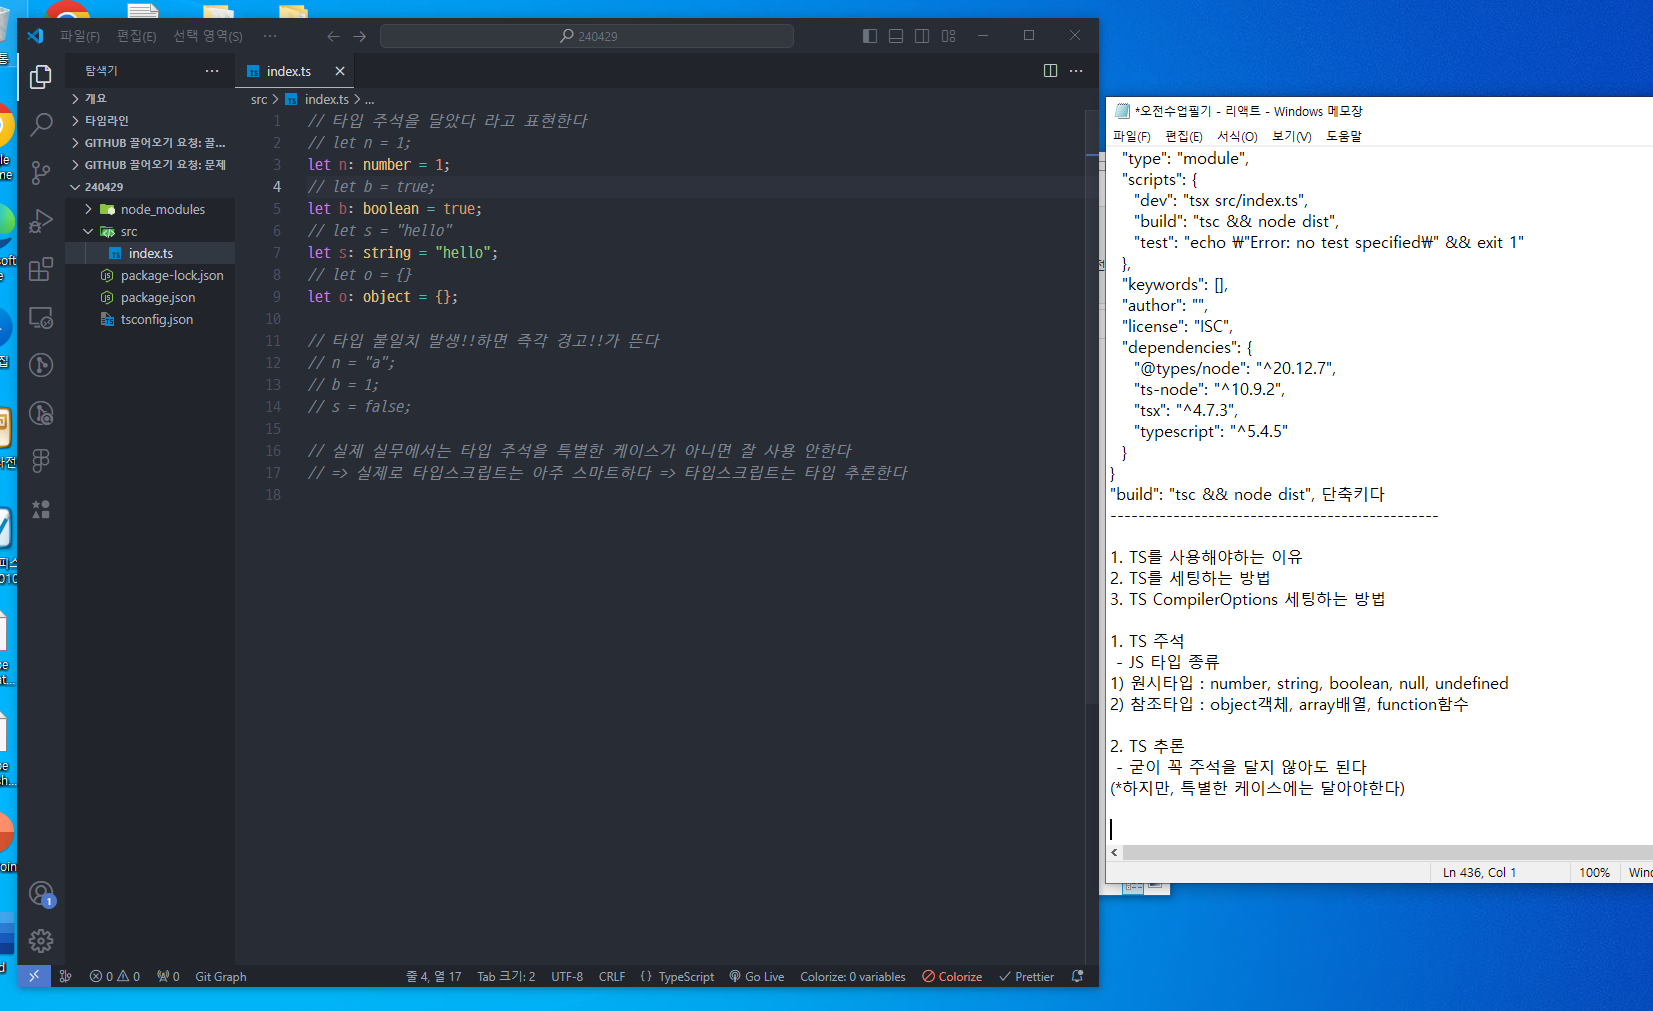 파일(F) 편집(E) 선택 영역(S) ···
240429
탐색기 ···
개요
타임라인
GITHUB 끌어오기 요청: 끌...
GITHUB 끌어오기 요청: 문제
240429
node_modules
src
TS index.ts
package-lock.json
package.json
tsconfig.json
TS index.ts
src > TS index.ts > ...
1 // 타입 주석을 달았다 라고 표현한다
2 // let n = 1;
3 let n: number = 1;
4 // let b = true;
5 let b: boolean = true;
6 // let s = "hello"
7 let s: string = "hello";
8 // let o = {}
9 let o: object = {};
10
11 // 타입 불일치 발생!!하면 즉각 경고!!가 뜬다
12 // n = "a";
13 // b = 1;
14 // s = false;
15
16 // 실제 실무에서는 타입 주석을 특별한 케이스가 아니면 잘 사용 안한다
17 // => 실제로 타입스크립트는 아주 스마트하다 => 타입스크립트는 타입 추론한다
18
1
0 0 0 Git Graph 줄 4, 열 17 Tab 크기: 2 UTF-8 CRLF {} TypeScript Go Live Colorize: 0 variables Colorize Prettier
*오전수업필기 - 리액트 - Windows 메모장
파일(F) 편집(E) 서식(O) 보기(V) 도움말
"type": "module",
"scripts": {
"dev": "tsx src/index.ts",
"build": "tsc && node dist",
"test": "echo ₩"Error: no test specified₩" && exit 1"
},
"keywords": [],
"author": "",
"license": "ISC",
"dependencies": {
"@types/node": "^20.12.7",
"ts-node": "^10.9.2",
"tsx": "^4.7.3",
"typescript": "^5.4.5"
}
}
"build": "tsc && node dist", 단축키다
-----------------------------------------------
1. TS를 사용해야하는 이유
2. TS를 세팅하는 방법
3. TS CompilerOptions 세팅하는 방법
1. TS 주석
- JS 타입 종류
1) 원시타입 : number, string, boolean, null, undefined
2) 참조타입 : object객체, array배열, function함수
2. TS 추론
- 굳이 꼭 주석을 달지 않아도 된다
(*하지만, 특별한 케이스에는 달아야한다)
Ln 436, Col 1 100% Wind